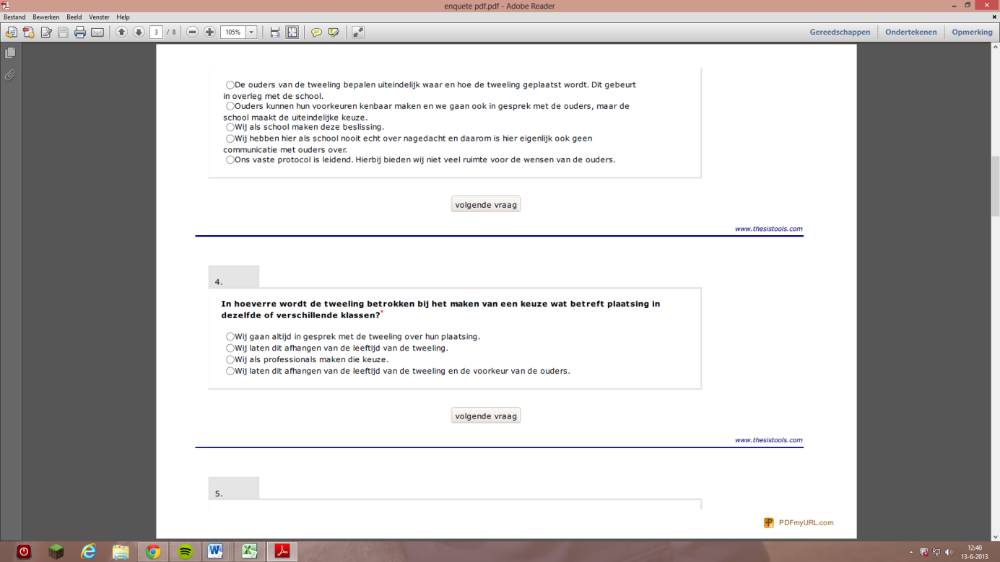 enquete pdf.pdf - Adobe Reader
Bestand Bewerken Beeld Venster Help
3 / 8 105% Gereedschappen Ondertekenen Opmerking
De ouders van de tweeling bepalen uiteindelijk waar en hoe de tweeling geplaatst wordt. Dit gebeurt
in overleg met de school.
Ouders kunnen hun voorkeuren kenbaar maken en we gaan ook in gesprek met de ouders, maar de
school maakt de uiteindelijke keuze.
Wij als school maken deze beslissing.
Wij hebben hier als school nooit echt over nagedacht en daarom is hier eigenlijk ook geen
communicatie met ouders over.
Ons vaste protocol is leidend. Hierbij bieden wij niet veel ruimte voor de wensen van de ouders.
volgende vraag
www.thesistools.com
4.
In hoeverre wordt de tweeling betrokken bij het maken van een keuze wat betreft plaatsing in
dezelfde of verschillende klassen?*
Wij gaan altijd in gesprek met de tweeling over hun plaatsing.
Wij laten dit afhangen van de leeftijd van de tweeling.
Wij als professionals maken die keuze.
Wij laten dit afhangen van de leeftijd van de tweeling en de voorkeur van de ouders.
volgende vraag
www.thesistools.com
5.
PDFmyURL.com
12:40
13-6-2013